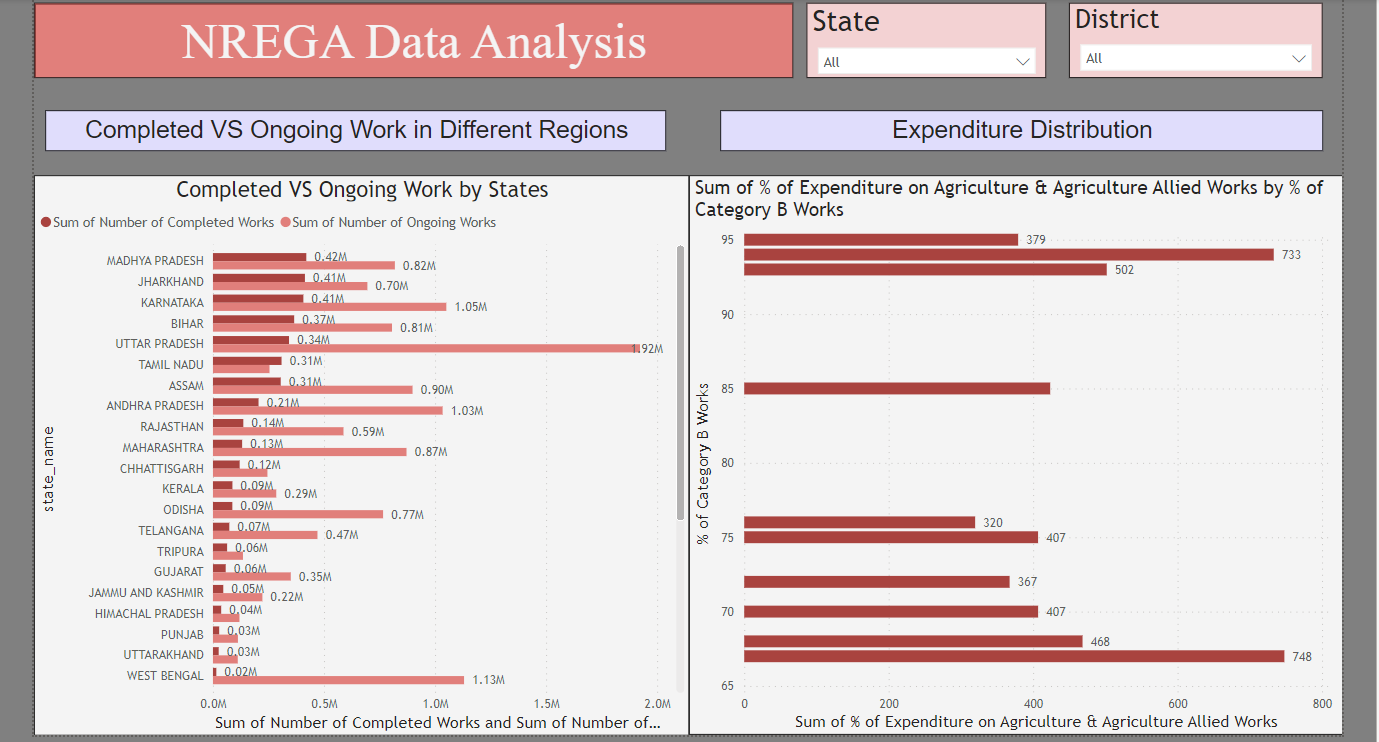 NREGA Data Analysis
State
All
District
All
Completed VS Ongoing Work in Different Regions
Expenditure Distribution
Completed VS Ongoing Work by States
Sum of Number of Completed Works Sum of Number of Ongoing Works
state_name
MADHYA PRADESH 0.42M 0.82M
JHARKHAND 0.41M 0.70M
KARNATAKA 0.41M 1.05M
BIHAR 0.37M 0.81M
UTTAR PRADESH 0.34M 1.92M
TAMIL NADU 0.31M
ASSAM 0.31M 0.90M
ANDHRA PRADESH 0.21M 1.03M
RAJASTHAN 0.14M 0.59M
MAHARASHTRA 0.13M 0.87M
CHHATTISGARH 0.12M
KERALA 0.09M 0.29M
ODISHA 0.09M 0.77M
TELANGANA 0.07M 0.47M
TRIPURA 0.06M
GUJARAT 0.06M 0.35M
JAMMU AND KASHMIR 0.05M 0.22M
HIMACHAL PRADESH 0.04M
PUNJAB 0.03M
UTTARAKHAND 0.03M
WEST BENGAL 0.02M 1.13M
0.0M 0.5M 1.0M 1.5M 2.0M
Sum of Number of Completed Works and Sum of Number of...
Sum of % of Expenditure on Agriculture & Agriculture Allied Works by % of
Category B Works
% of Category B Works
95 379
733
502
90
85
80
320
75 407
367
70 407
468
748
65
0 200 400 600 800
Sum of % of Expenditure on Agriculture & Agriculture Allied Works